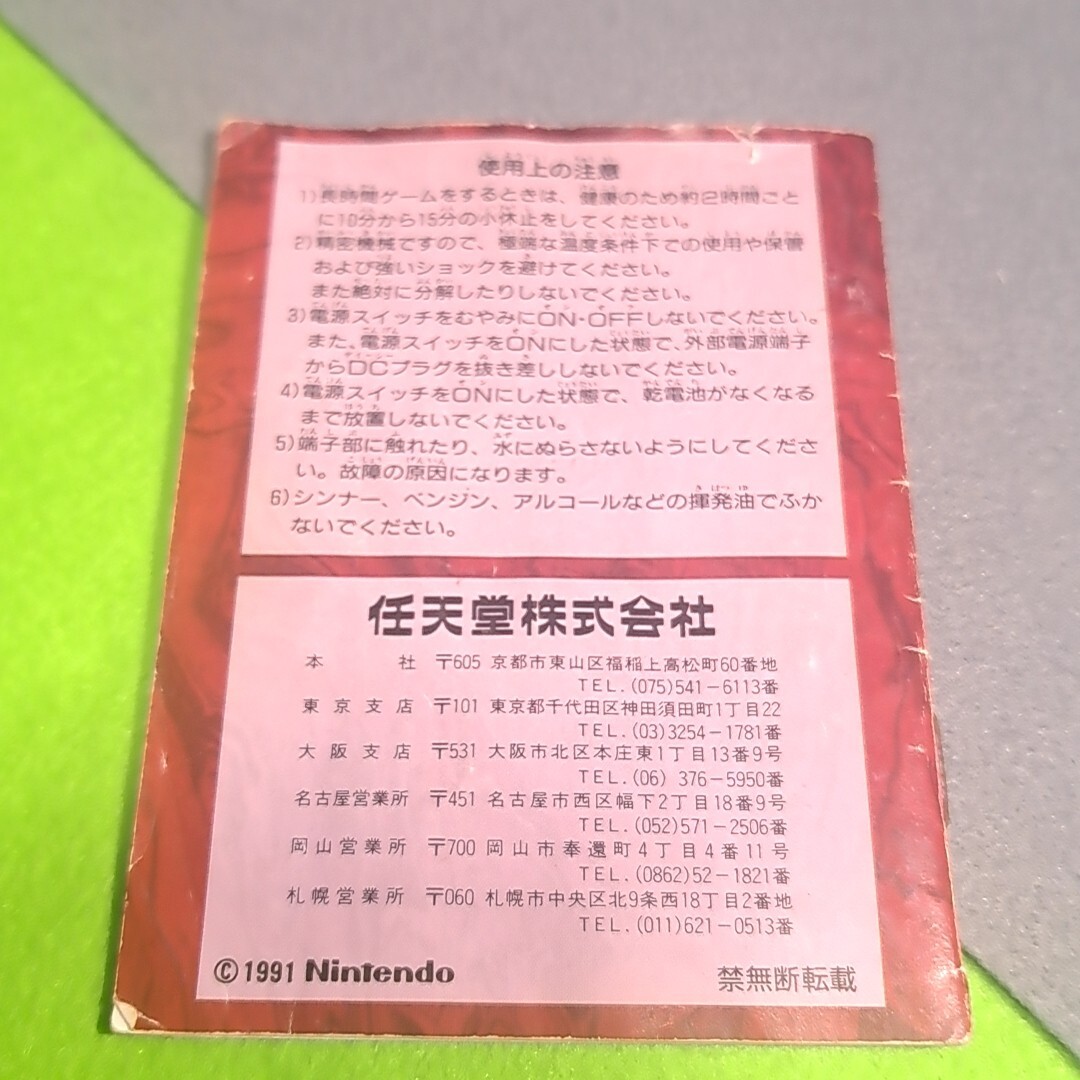 使用上の注意
1)長時間ゲームをするときは、健康のため約2時間ごと
に10分から15分の小休止をしてください。
2)精密機械ですので、極端な温度条件下での使用や保管
および強いショックを避けてください。
また絶対に分解したりしないでください。
3)電源スイッチをむやみにON・OFFしないでください。
また、電源スイッチをONにした状態で、外部電源端子
からDCプラグを抜き差ししないでください。
4)電源スイッチをONにした状態で、乾電池がなくなる
まで放置しないでください。
5)端子部に触れたり、水にぬらさないようにしてくださ
い。故障の原因になります。
6)シンナー、ベンジン、アルコールなどの揮発油でふか
ないでください。
任天堂株式会社
本社 〒605 京都市東山区福稲上高松町60番地
TEL.(075)541-6113番
東京支店 〒101 東京都千代田区神田須田町1丁目22
TEL.(03)3254-1781番
大阪支店 〒531 大阪市北区本庄東1丁目13番9号
TEL.(06) 376-5950番
名古屋営業所 〒451 名古屋市西区幅下2丁目18番9号
TEL.(052)571-2506番
岡山営業所 〒700 岡山市奉還町4丁目4番11号
TEL.(0862)52-1821番
札幌営業所 〒060 札幌市中央区北9条西18丁目2番地
TEL.(011)621-0513番
© 1991 Nintendo 禁無断転載